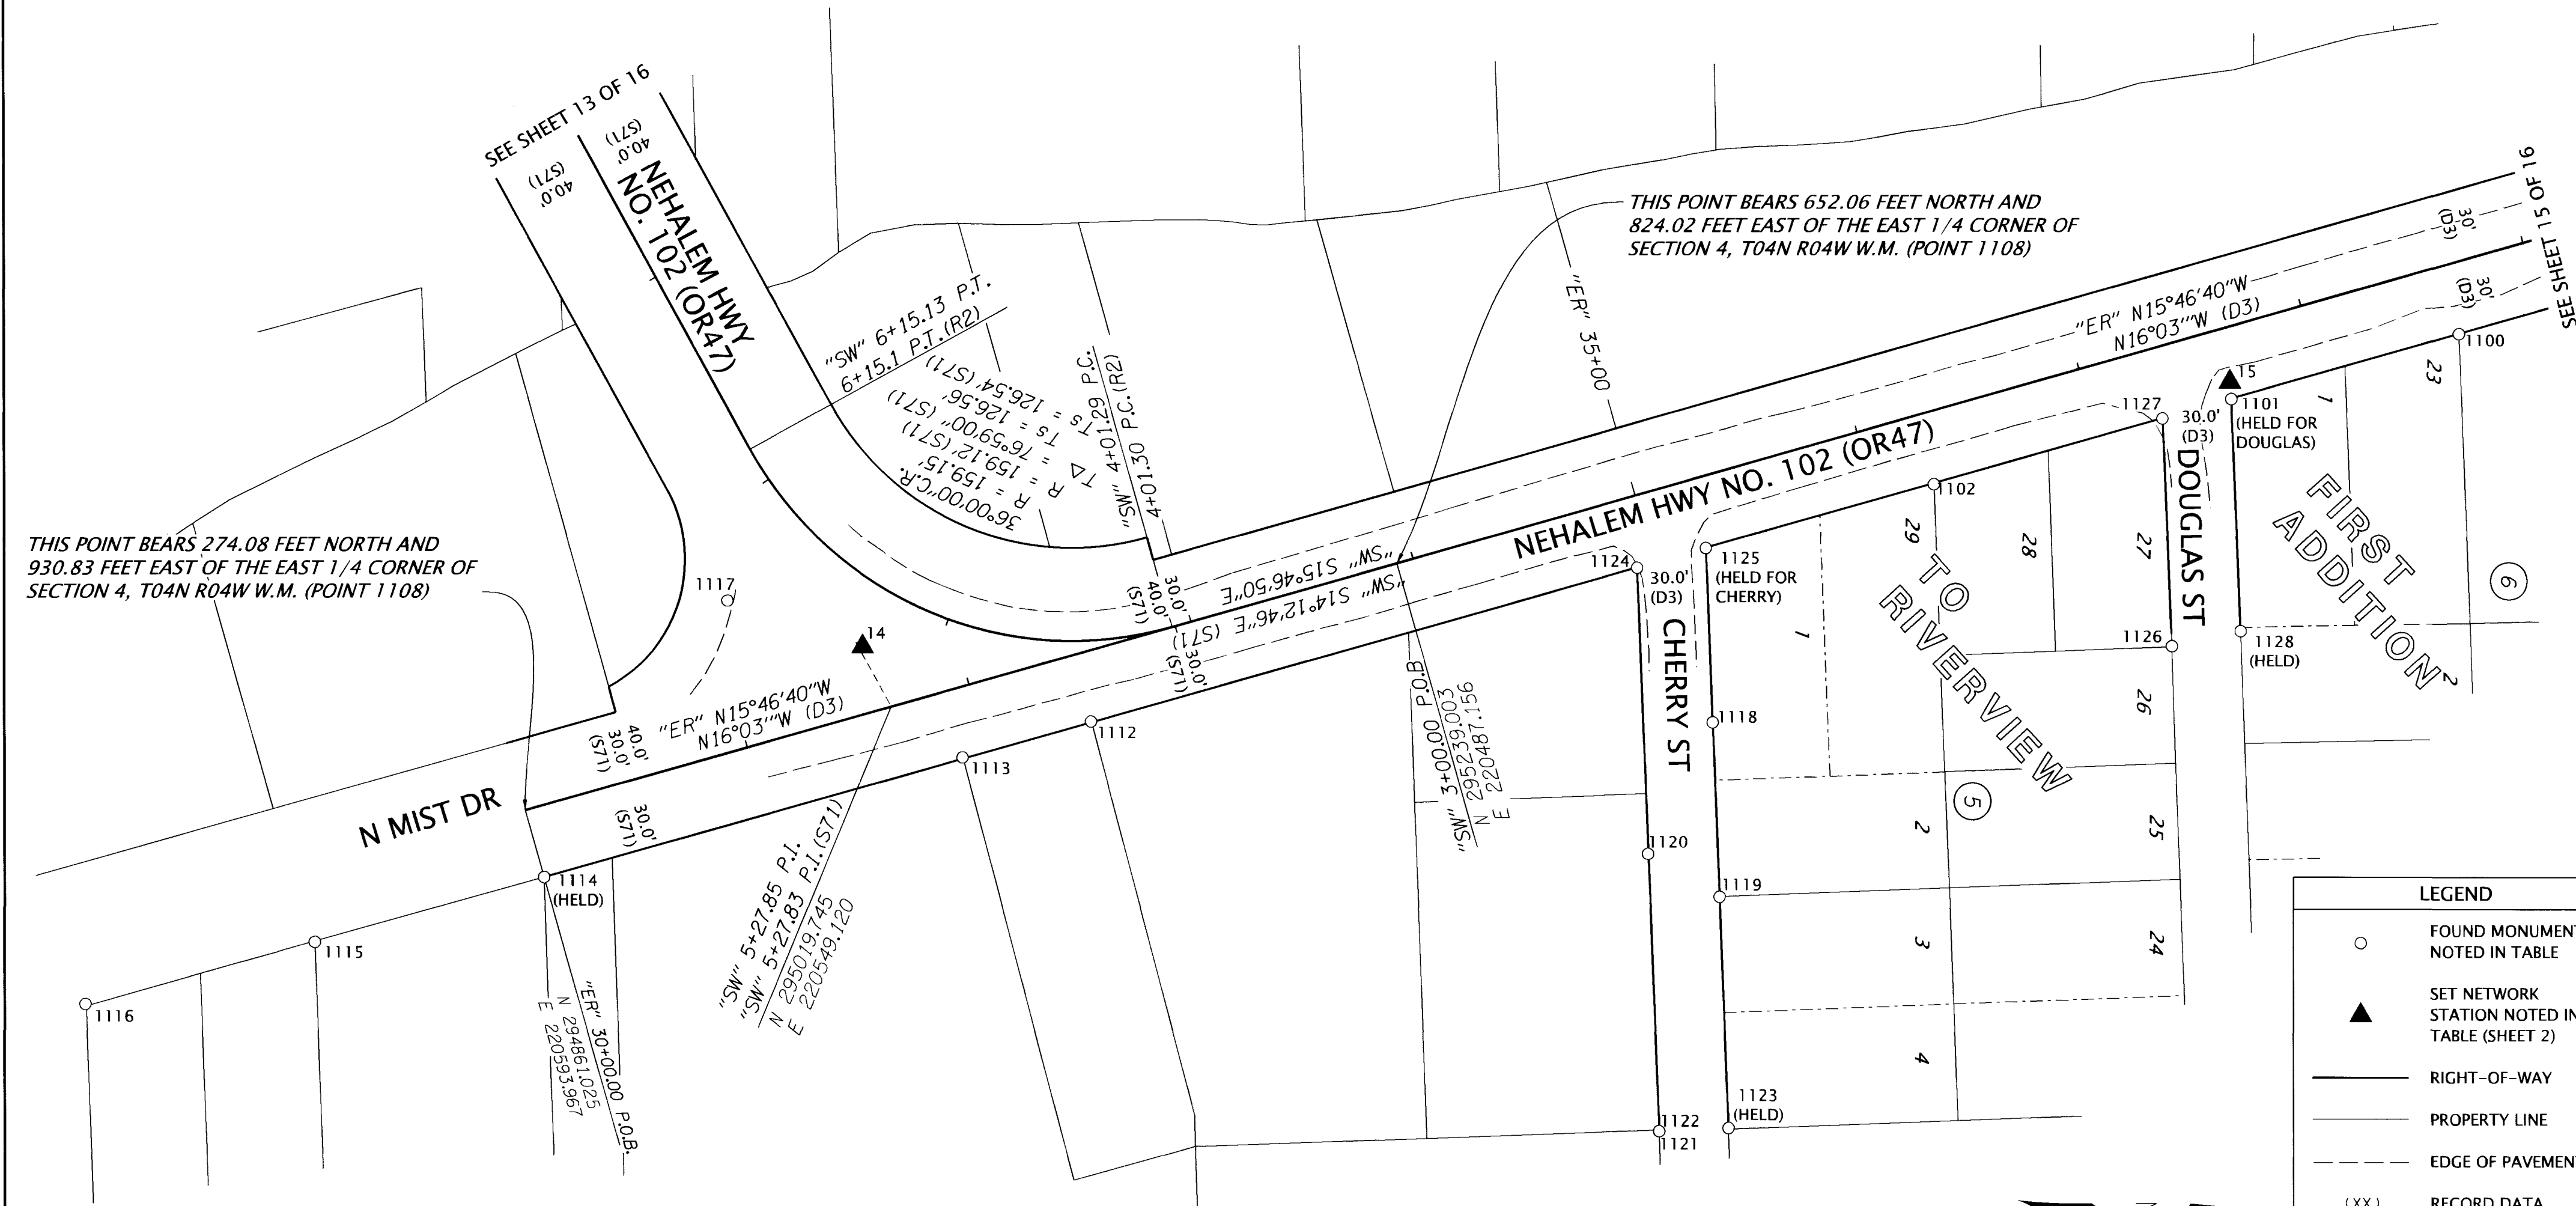 SEE SHEET 13 OF 16
40.0'
(S71)
40.0'
(S71)
NEHALEM HWY
NO. 102 (OR47)
"SW" 6+15.13 P.T.
6+15.1 P.T.(R2)
36°00'00"C.R.
R = 159.15'
R = 159.12'(S71)
TΔ = 76°59'00" (S71)
Ts = 126.56'
Ts = 126.54' (S71)
"SW" 4+01.29 P.C.
4+01.30 P.C.(R2)
"ER" 35+00
THIS POINT BEARS 652.06 FEET NORTH AND
824.02 FEET EAST OF THE EAST 1/4 CORNER OF
SECTION 4, T04N R04W W.M. (POINT 1108)
"ER" N15°46'40"W
N16°03'"W (D3)
30'
(D3)
30'
(D3)
SEE SHEET 15 OF 16
THIS POINT BEARS 274.08 FEET NORTH AND
930.83 FEET EAST OF THE EAST 1/4 CORNER OF
SECTION 4, T04N R04W W.M. (POINT 1108)
1117
14
"ER" N15°46'40"W
N16°03'"W (D3)
40.0'
30.0'
(S71)
30.0'
(S71)
N MIST DR
30.0'
40.0'
(S71)
30.0'
(S71)
"SW" S15°46'50"E
"SW" S14°12'46"E (S71)
NEHALEM HWY NO. 102 (OR47)
1112
1113
1114
(HELD)
1115
1116
"ER" 30+00.00 P.O.B.
N 294861.025
E 220593.967
"SW" 5+27.85 P.I.
"SW" 5+27.83 P.I.(S71)
N 295019.745
E 220549.120
"SW" 3+00.00 P.O.B
N 295239.003
E 220487.156
1124
30.0'
(D3)
CHERRY ST
1125
(HELD FOR
CHERRY)
1118
1119
1120
1122
1121
1123
(HELD)
1102
1127
30.0'
(D3)
DOUGLAS ST
15
1101
(HELD FOR
DOUGLAS)
1100
1126
1128
(HELD)
FIRST
ADDITION
TO
RIVERVIEW
23
1
2
6
29
28
27
26
25
24
1
2
3
4
5
LEGEND
FOUND MONUMENT
NOTED IN TABLE
SET NETWORK
STATION NOTED IN
TABLE (SHEET 2)
RIGHT-OF-WAY
PROPERTY LINE
EDGE OF PAVEMENT
(XX) RECORD DATA